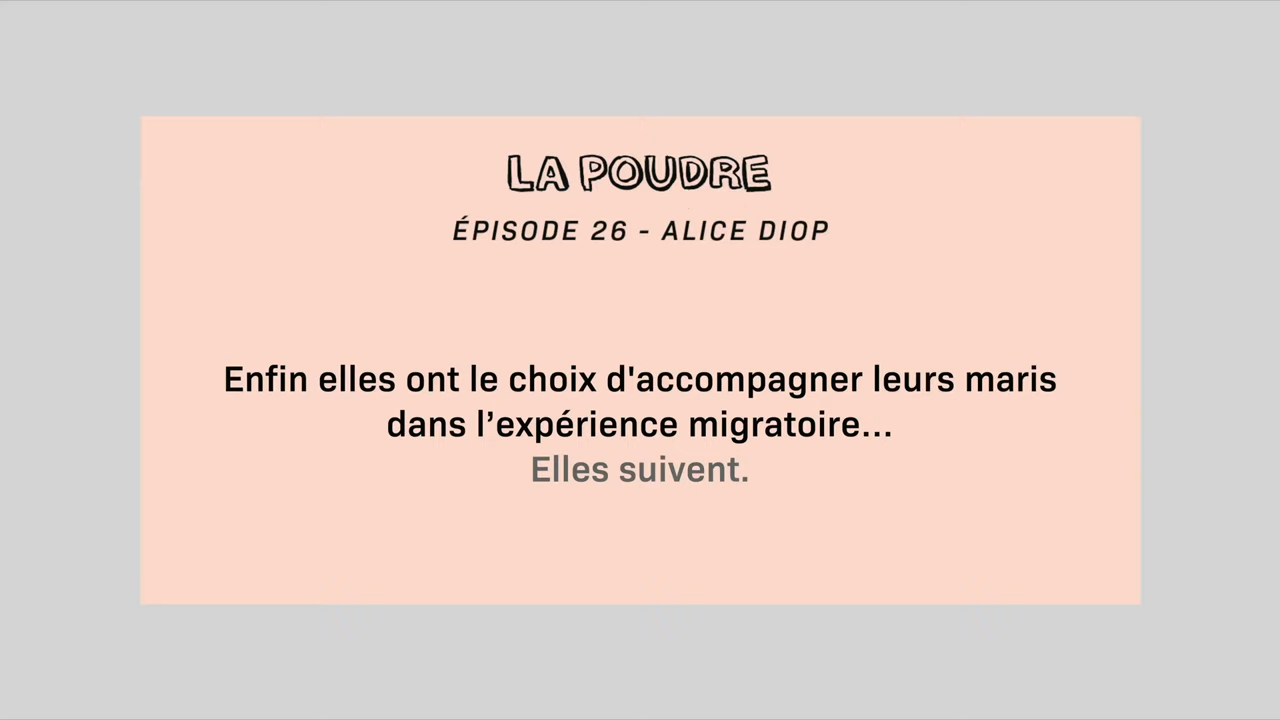 LA POUDRE
ÉPISODE 26 - ALICE DIOP
Enfin elles ont le choix d'accompagner leurs maris
dans l’expérience migratoire...
Elles suivent.